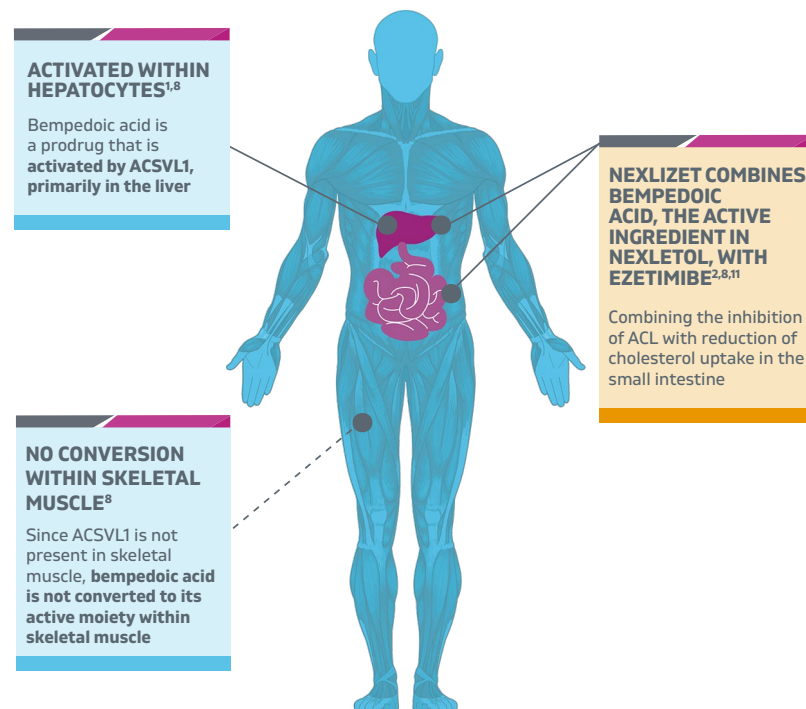 ACTIVATED WITHIN
HEPATOCYTES1,8
Bempedoic acid is
a prodrug that is
activated by ACSVL1,
primarily in the liver
NEXLIZET COMBINES
BEMPEDOIC
ACID, THE ACTIVE
INGREDIENT IN
NEXLETOL, WITH
EZETIMIBE2,8,11
Combining the inhibition
of ACL with reduction of
cholesterol uptake in the
small intestine
NO CONVERSION
WITHIN SKELETAL
MUSCLE8
Since ACSVL1 is not
present in skeletal
muscle, bempedoic acid
is not converted to its
active moiety within
skeletal muscle